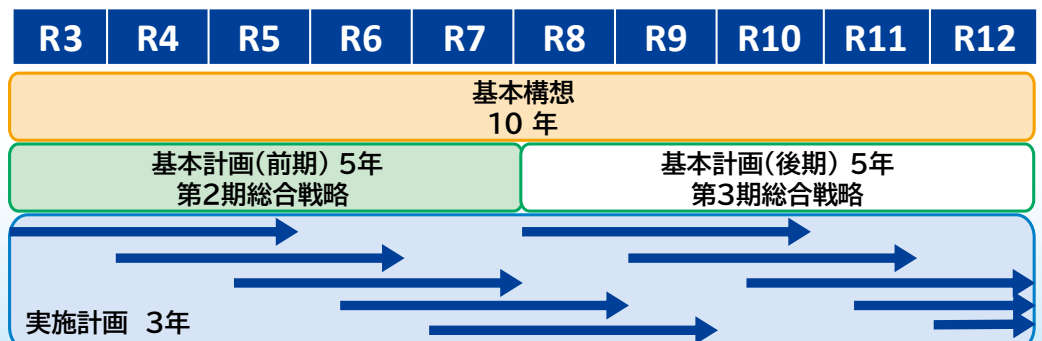 R3 R4 R5 R6 R7 R8 R9 R10 R11 R12
基本構想
10 年
基本計画(前期) 5年
第2期総合戦略
基本計画(後期) 5年
第3期総合戦略
実施計画 3年